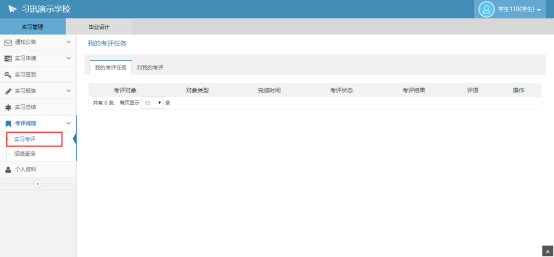 习讯演示学校
学生110(学生)
实习管理
毕业设计
通知公告
实习申请
实习签到
实习报告
实习总结
考评成绩
实习考评
成绩查询
个人资料
我的考评任务
我的考评任务
对我的考评
考评对象 对象类型 完成时间 考评状态 考评结果 评语 操作
共有 0 条, 每页显示 15 条